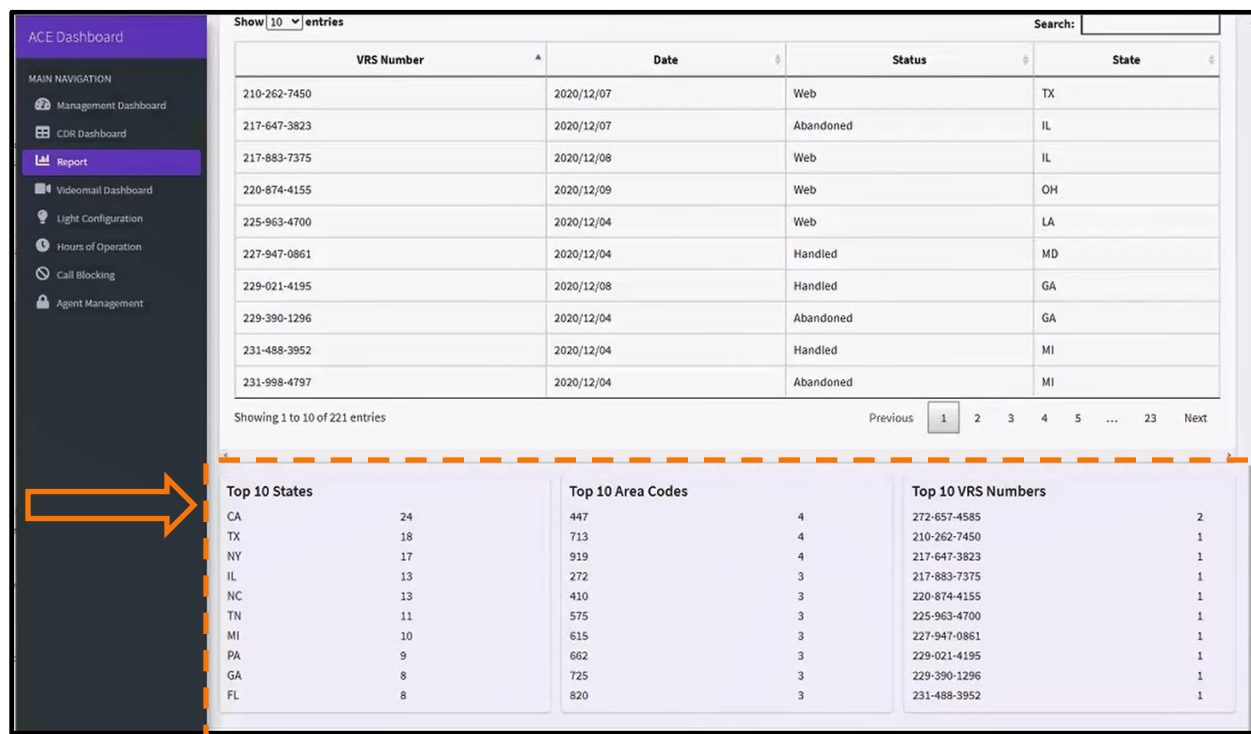 ACE Dashboard
MAIN NAVIGATION
Management Dashboard
CDR Dashboard
Report
Videomail Dashboard
Light Configuration
Hours of Operation
Call Blocking
Agent Management
Show 10 entries
Search:
VRS Number Date Status State
210-262-7450 2020/12/07 Web TX
217-647-3823 2020/12/07 Abandoned IL
217-883-7375 2020/12/08 Web IL
220-874-4155 2020/12/09 Web OH
225-963-4700 2020/12/04 Web LA
227-947-0861 2020/12/04 Handled MD
229-021-4195 2020/12/08 Handled GA
229-390-1296 2020/12/04 Abandoned GA
231-488-3952 2020/12/04 Handled MI
231-998-4797 2020/12/04 Abandoned MI
Showing 1 to 10 of 221 entries
Previous 1 2 3 4 5 ... 23 Next
Top 10 States
CA 24
TX 18
NY 17
IL 13
NC 13
TN 11
MI 10
PA 9
GA 8
FL 8
Top 10 Area Codes
447 4
713 4
919 4
272 3
410 3
575 3
615 3
662 3
725 3
820 3
Top 10 VRS Numbers
272-657-4585 2
210-262-7450 1
217-647-3823 1
217-883-7375 1
220-874-4155 1
225-963-4700 1
227-947-0861 1
229-021-4195 1
229-390-1296 1
231-488-3952 1